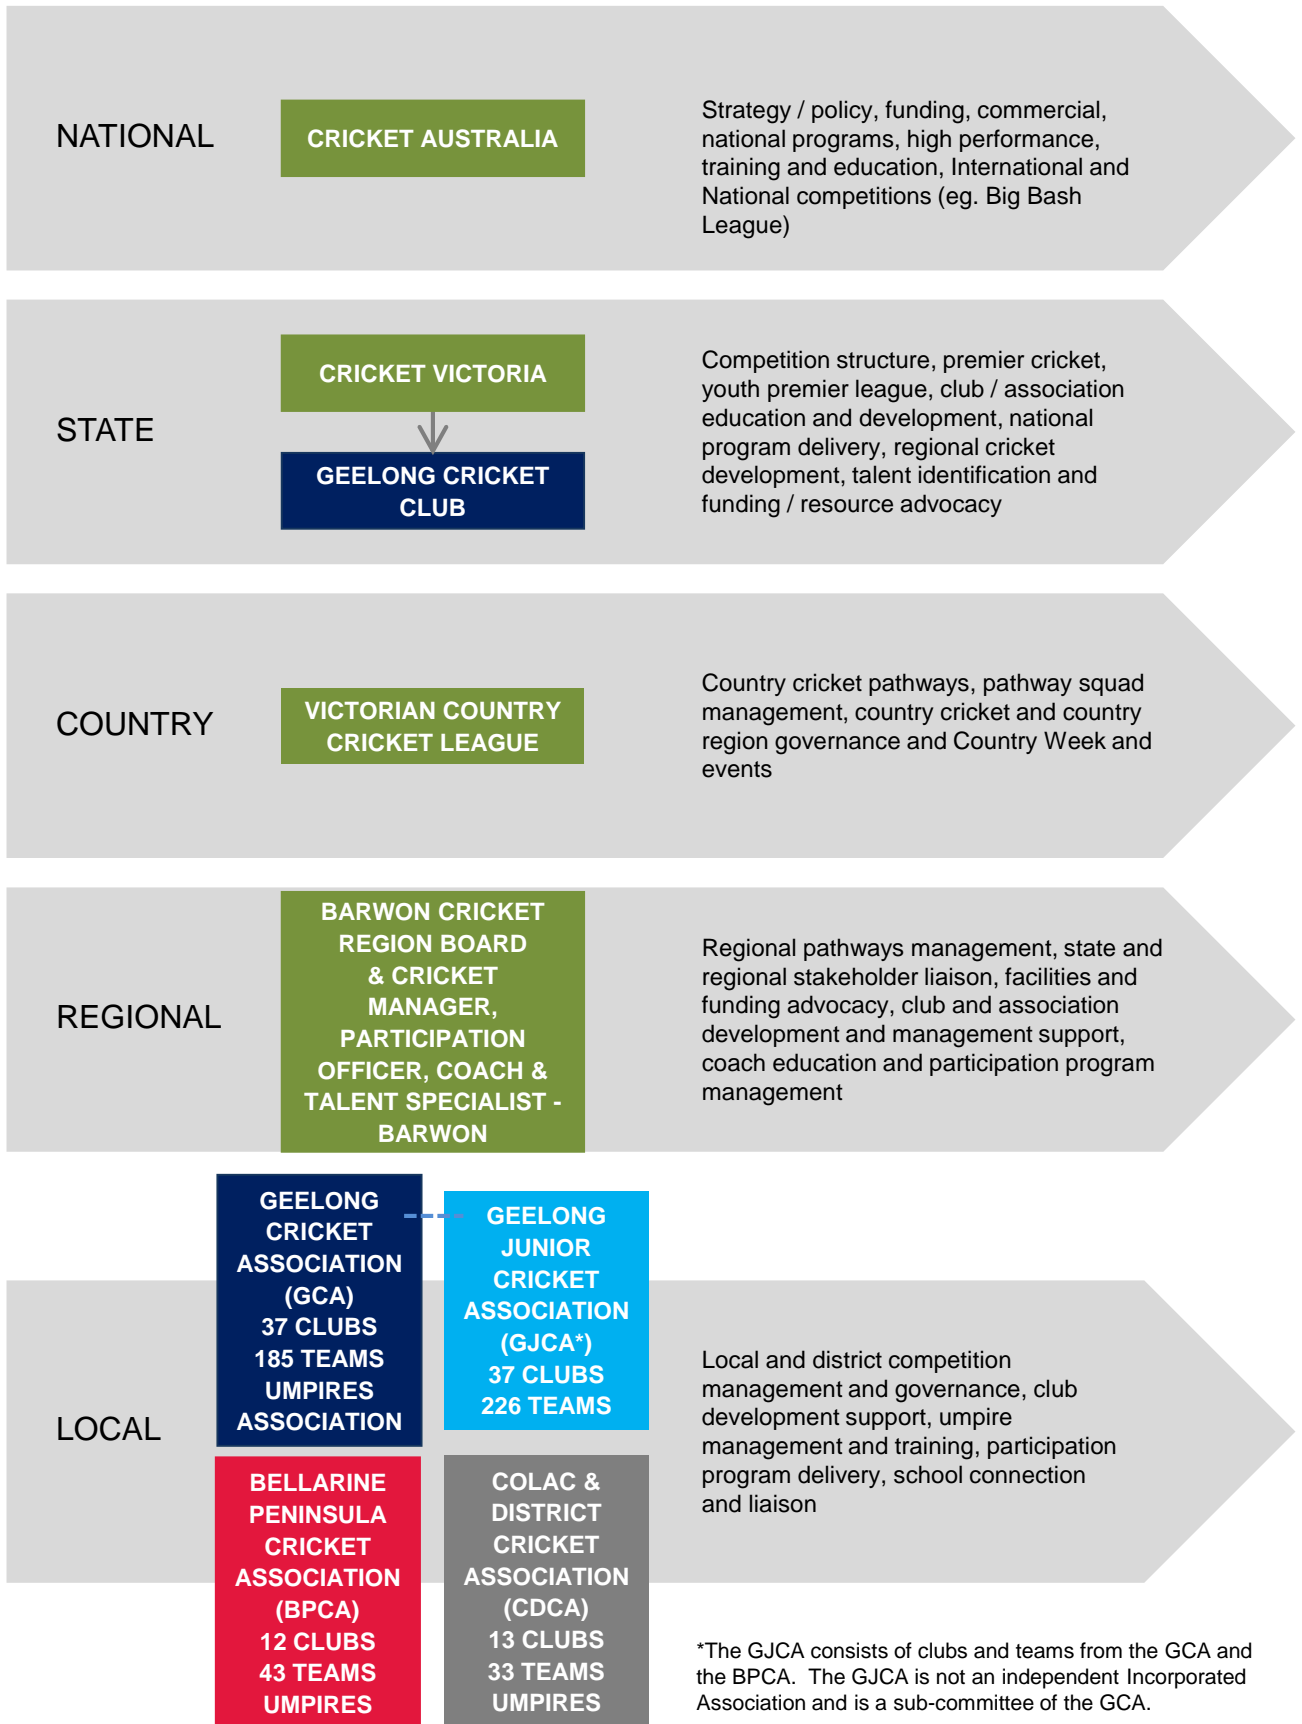 NATIONAL
CRICKET AUSTRALIA
Strategy / policy, funding, commercial,
national programs, high performance,
training and education, International and
National competitions (eg. Big Bash
League)
STATE
CRICKET VICTORIA
GEELONG CRICKET
CLUB
Competition structure, premier cricket,
youth premier league, club / association
education and development, national
program delivery, regional cricket
development, talent identification and
funding / resource advocacy
COUNTRY
VICTORIAN COUNTRY
CRICKET LEAGUE
Country cricket pathways, pathway squad
management, country cricket and country
region governance and Country Week and
events
REGIONAL
BARWON CRICKET
REGION BOARD
& CRICKET
MANAGER,
PARTICIPATION
OFFICER, COACH &
TALENT SPECIALIST -
BARWON
Regional pathways management, state and
regional stakeholder liaison, facilities and
funding advocacy, club and association
development and management support,
coach education and participation program
management
LOCAL
GEELONG
CRICKET
ASSOCIATION
(GCA)
37 CLUBS
185 TEAMS
UMPIRES
ASSOCIATION
GEELONG
JUNIOR
CRICKET
ASSOCIATION
(GJCA*)
37 CLUBS
226 TEAMS
BELLARINE
PENINSULA
CRICKET
ASSOCIATION
(BPCA)
12 CLUBS
43 TEAMS
UMPIRES
COLAC &
DISTRICT
CRICKET
ASSOCIATION
(CDCA)
13 CLUBS
33 TEAMS
UMPIRES
Local and district competition
management and governance, club
development support, umpire
management and training, participation
program delivery, school connection
and liaison
*The GJCA consists of clubs and teams from the GCA and
the BPCA. The GJCA is not an independent Incorporated
Association and is a sub-committee of the GCA.